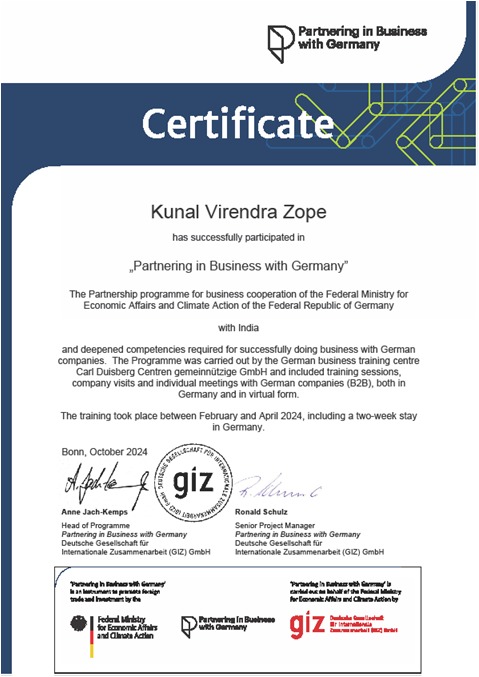 Partnering in Business
with Germany
Certificate
Kunal Virendra Zope
has successfully participated in
„Partnering in Business with Germany”
The Partnership programme for business cooperation of the Federal Ministry for
Economic Affairs and Climate Action of the Federal Republic of Germany
with India
and deepened competencies required for successfully doing business with German
companies. The Programme was carried out by the German business training centre
Carl Duisberg Centren gemeinnützige GmbH and included training sessions,
company visits and individual meetings with German companies (B2B), both in
Germany and in virtual form.
The training took place between February and April 2024, including a two-week stay
in Germany.
Bonn, October 2024
DEUTSCHE GESELLSCHAFT FÜR INTERNATIONALE ZUSAMMENARBEIT (GIZ) GmbH
giz
Anne Jach-Kemps
Head of Programme
Partnering in Business with Germany
Deutsche Gesellschaft für
Internationale Zusammenarbeit (GIZ) GmbH
Ronald Schulz
Senior Project Manager
Partnering in Business with Germany
Deutsche Gesellschaft für
Internationale Zusammenarbeit (GIZ) GmbH
'Partnering in Business with Germany'
is an instrument to promote foreign
trade and investment by the
Federal Ministry
for Economic Affairs
and Climate Action
Partnering in Business
with Germany
'Partnering in Business with Germany' is
carried out on behalf of the Federal Ministry
for Economic Affairs and Climate Action by
giz
Deutsche Gesellschaft
für Internationale
Zusammenarbeit (GIZ) GmbH